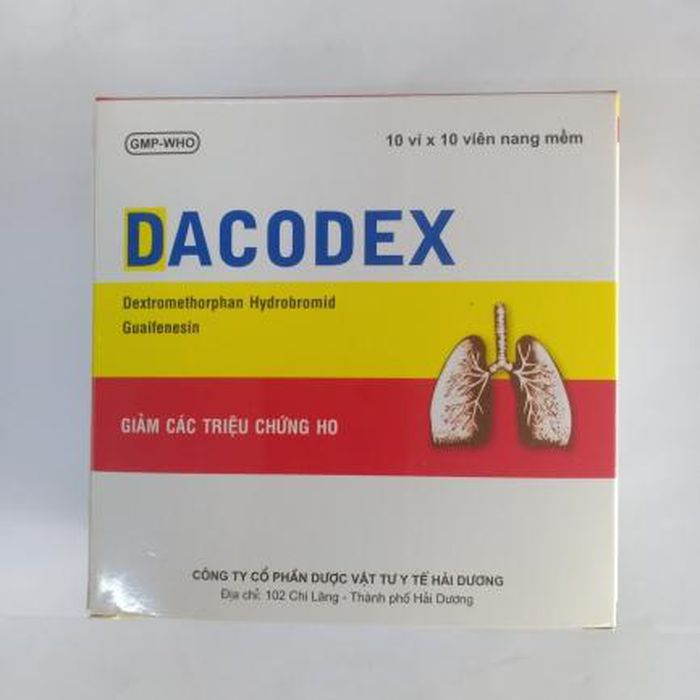 GMP-WHO
10 vỉ x 10 viên nang mềm
DACODEX
Dextromethorphan Hydrobromid
Guaifenesin
GIẢM CÁC TRIỆU CHỨNG HO
CÔNG TY CỔ PHẦN DƯỢC VẬT TƯ Y TẾ HẢI DƯƠNG
Địa chỉ: 102 Chi Lăng - Thành phố Hải Dương